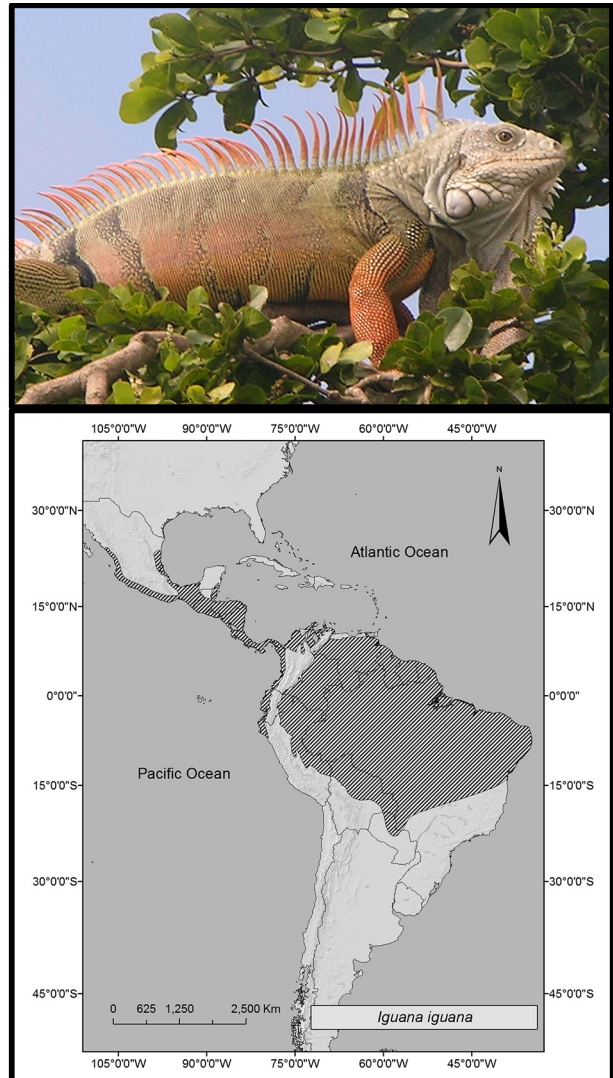 105°0'0"W 90°0'0"W 75°0'0"W 60°0'0"W 45°0'0"W
N
30°0'0"N 30°0'0"N
Atlantic Ocean
15°0'0"N 15°0'0"N
0°0'0" 0°0'0"
Pacific Ocean
15°0'0"S 15°0'0"S
30°0'0"S 30°0'0"S
45°0'0"S 45°0'0"S
0 625 1,250 2,500 Km
Iguana iguana
105°0'0"W 90°0'0"W 75°0'0"W 60°0'0"W 45°0'0"W